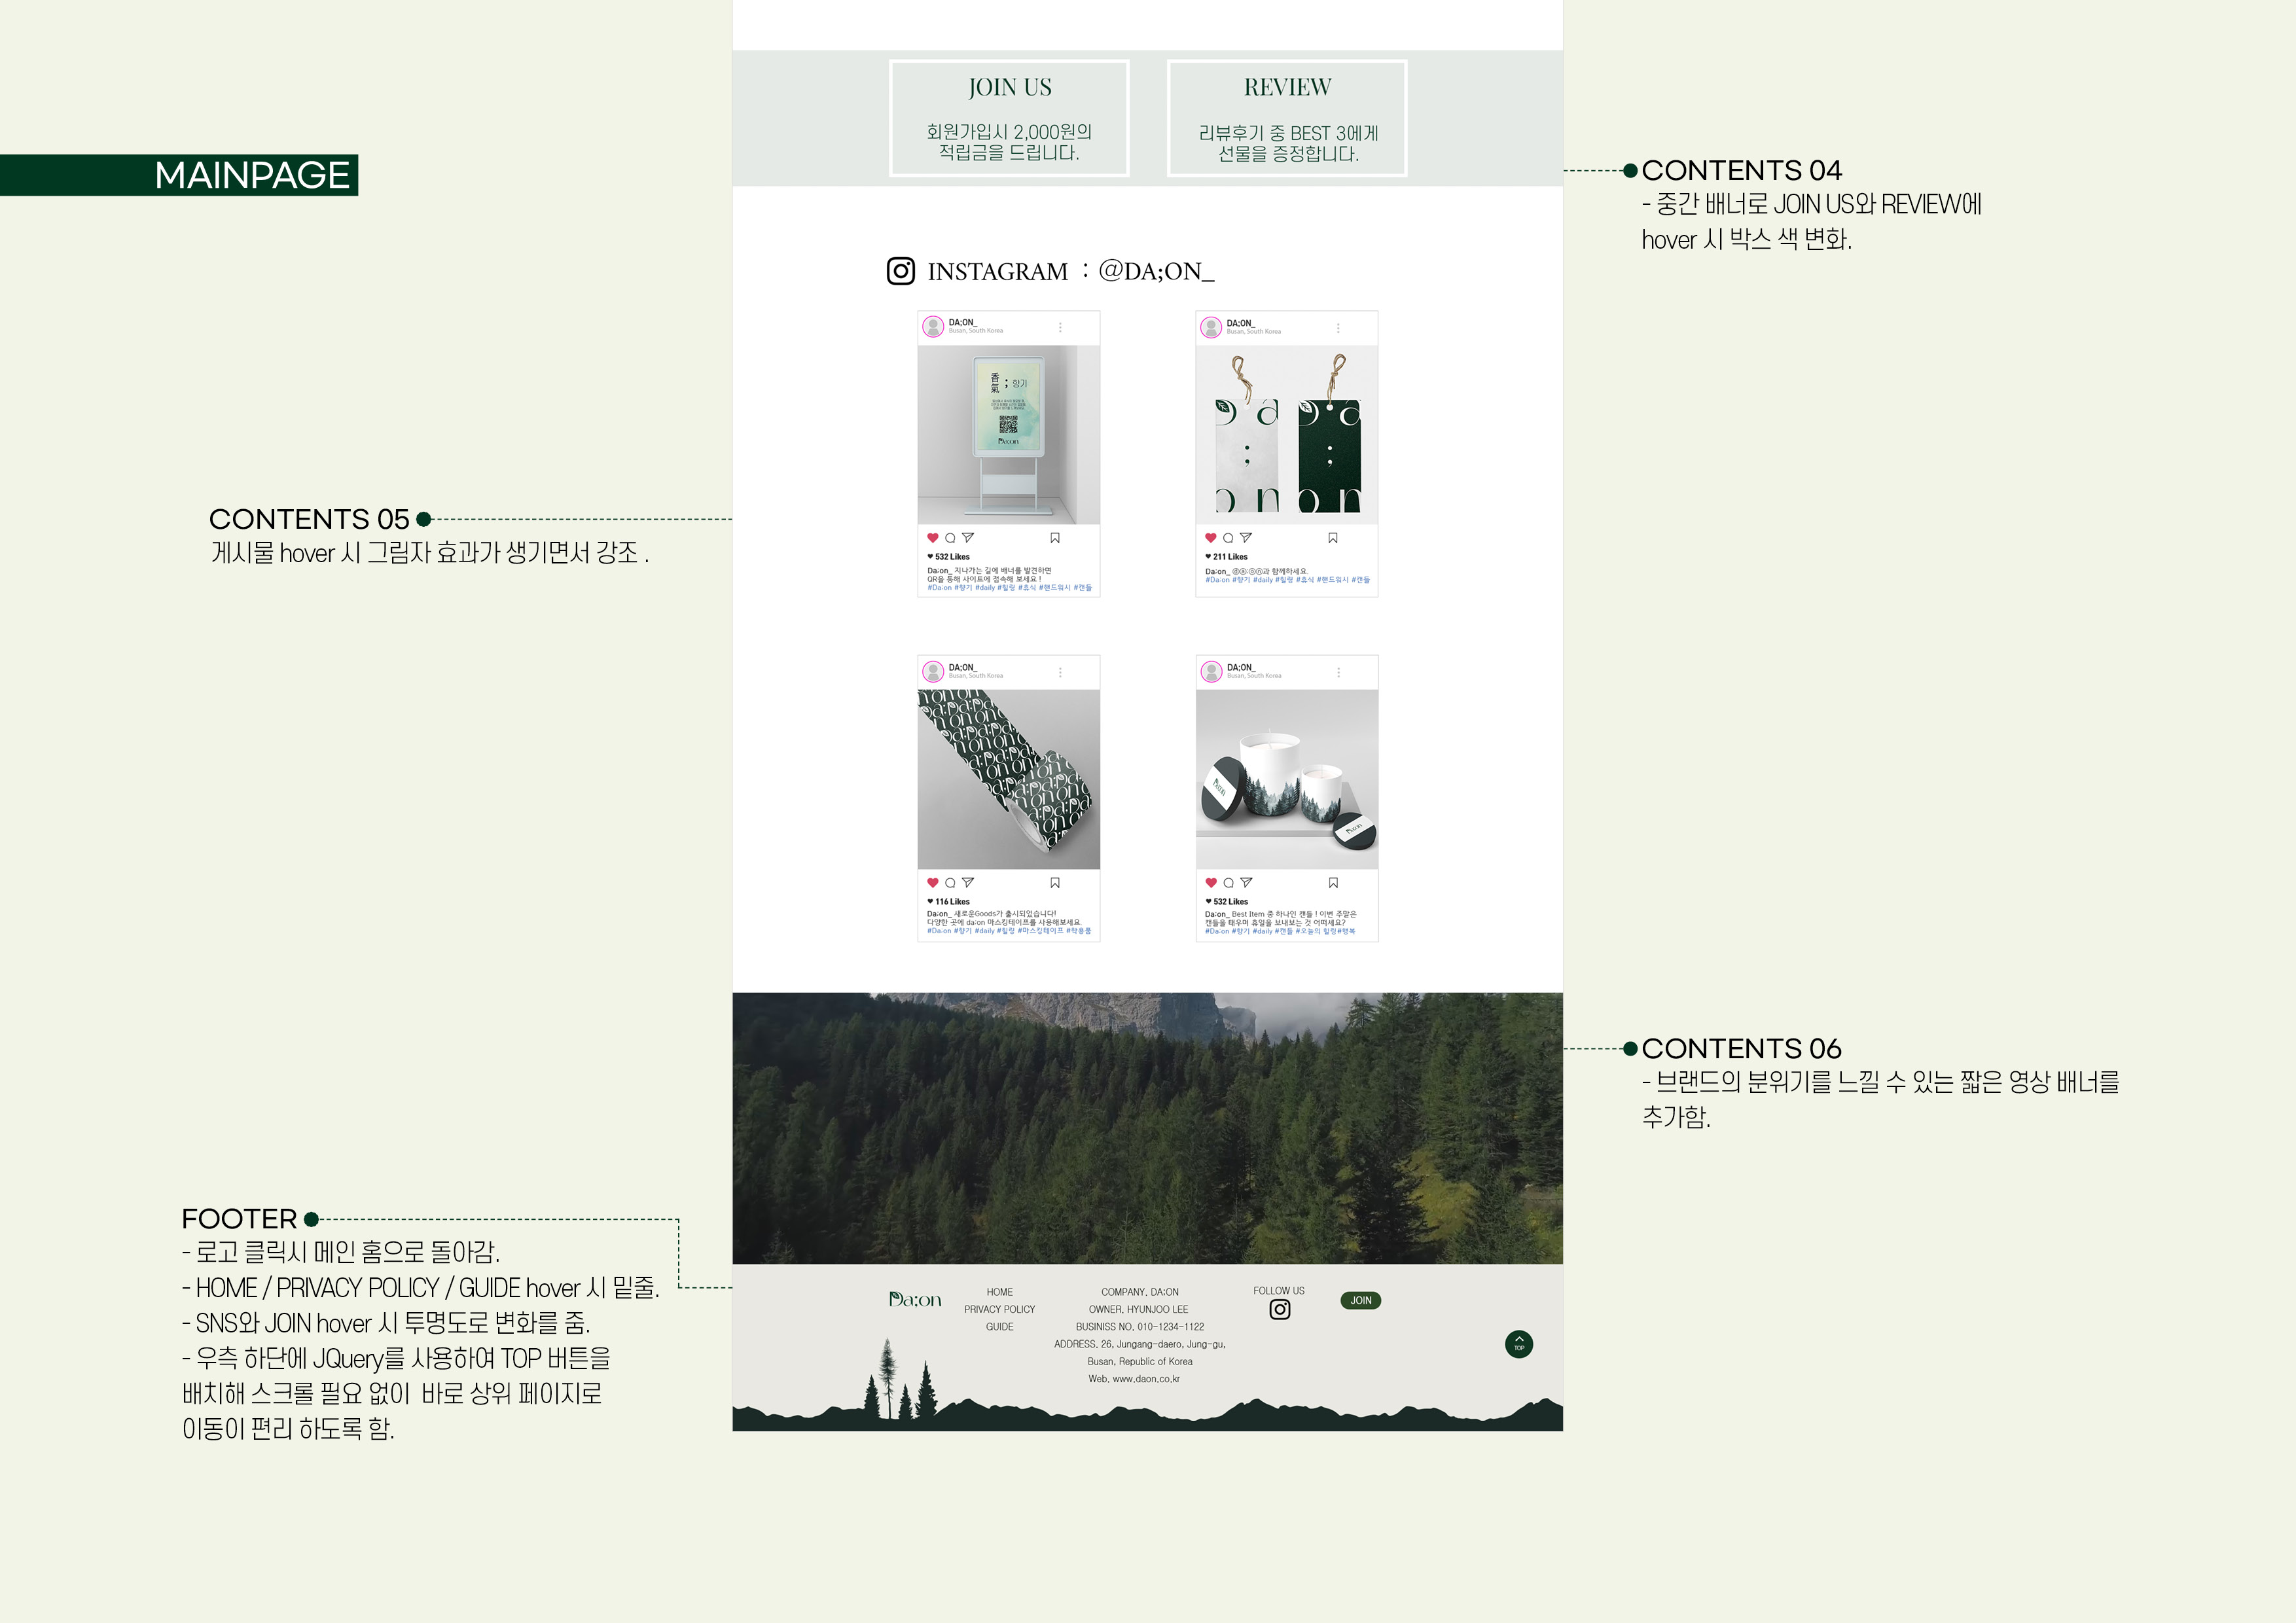 MAINPAGE
JOIN US
회원가입시 2,000원의
적립금을 드립니다.
REVIEW
리뷰후기 중 BEST 3에게
선물을 증정합니다.
CONTENTS 04
- 중간 배너로 JOIN US와 REVIEW에
hover 시 박스 색 변화.
INSTAGRAM : @DA;ON_
DA;ON_
Busan, South Korea
香氣 ; 향기
Da;on
532 Likes
Da:on_ 지나가는 길에 배너를 발견하면
QR을 통해 사이트에 접속해 보세요 !
#Da:on #향기 #daily #힐링 #휴식 #핸드워시 #캔들
DA;ON_
Busan, South Korea
Da
;
on
Da
;
on
211 Likes
Da:on_ ⓓⓐ:ⓞⓝ과 함께하세요.
#Da:on #향기 #daily #힐링 #휴식 #핸드워시 #캔들
CONTENTS 05
게시물 hover 시 그림자 효과가 생기면서 강조 .
DA;ON_
Busan, South Korea
116 Likes
Da:on_ 새로운Goods가 출시되었습니다!
다양한 곳에 da:on 마스킹테이프를 사용해보세요.
#Da:on #향기 #daily #힐링 #마스킹테이프 #학용품
DA;ON_
Busan, South Korea
Da;on
Da;on
532 Likes
Da:on_ Best Item 중 하나인 캔들 ! 이번 주말은
캔들을 태우며 휴일을 보내보는 것 어떠세요?
#Da:on #향기 #daily #캔들 #오늘의 힐링#행복
CONTENTS 06
- 브랜드의 분위기를 느낄 수 있는 짧은 영상 배너를
추가함.
FOOTER
- 로고 클릭시 메인 홈으로 돌아감.
- HOME / PRIVACY POLICY / GUIDE hover 시 밑줄.
- SNS와 JOIN hover 시 투명도로 변화를 줌.
- 우측 하단에 JQuery를 사용하여 TOP 버튼을
배치해 스크롤 필요 없이 바로 상위 페이지로
이동이 편리 하도록 함.
Da;on
HOME
PRIVACY POLICY
GUIDE
COMPANY. DA;ON
OWNER. HYUNJOO LEE
BUSINISS NO. 010-1234-1122
ADDRESS. 26, Jungang-daero, Jung-gu,
Busan, Republic of Korea
Web. www.daon.co.kr
FOLLOW US
JOIN
TOP